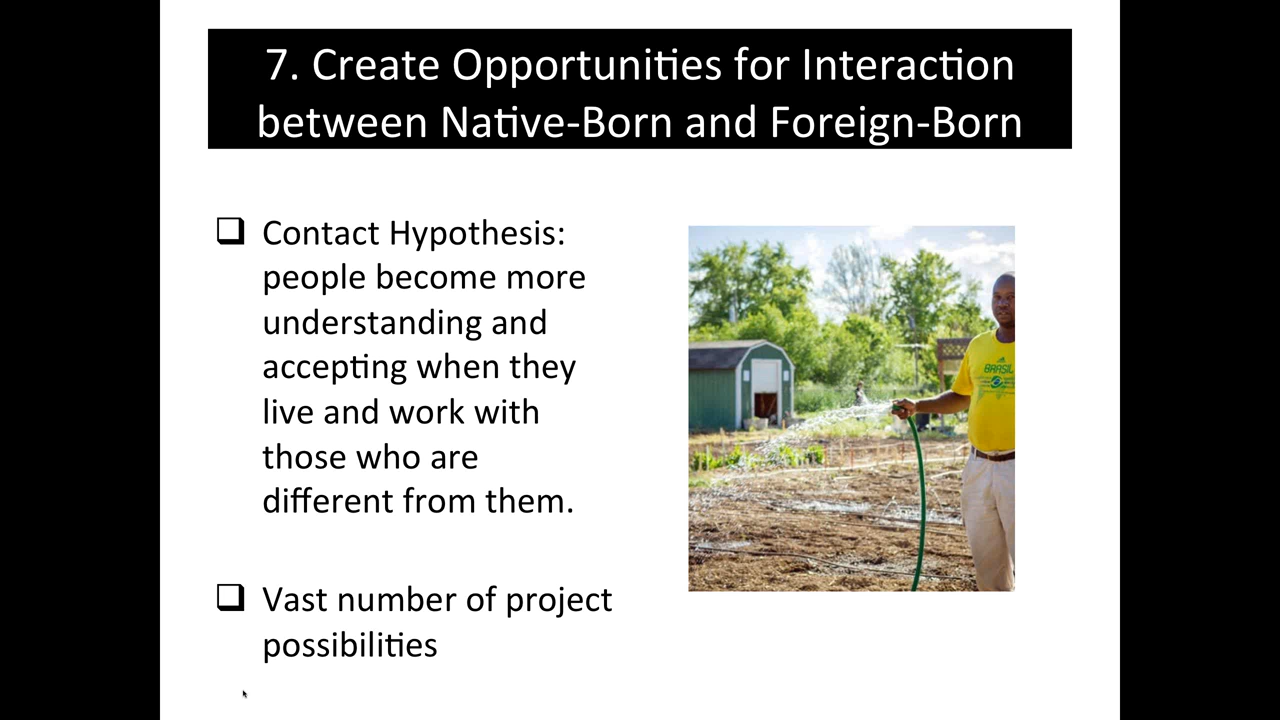 7. Create Opportunities for Interaction
between Native-Born and Foreign-Born
Contact Hypothesis:
people become more
understanding and
accepting when they
live and work with
those who are
different from them.
Vast number of project
possibilities
BRASIL